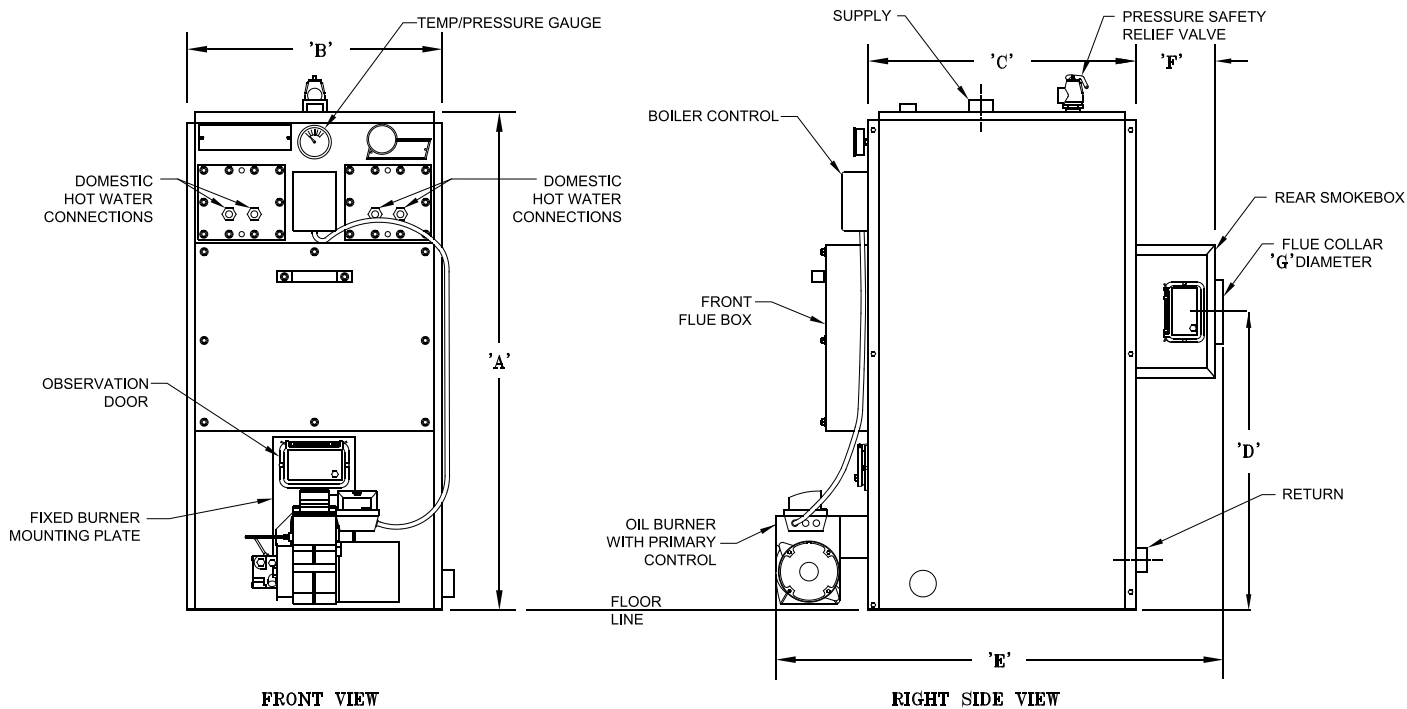 TEMP/PRESSURE GAUGE
'B'
DOMESTIC
HOT WATER
CONNECTIONS
DOMESTIC
HOT WATER
CONNECTIONS
'A'
OBSERVATION
DOOR
FIXED BURNER
MOUNTING PLATE
FLOOR
LINE
FRONT VIEW
SUPPLY
PRESSURE SAFETY
RELIEF VALVE
'C'
'F'
BOILER CONTROL
REAR SMOKEBOX
FLUE COLLAR
'G' DIAMETER
FRONT
FLUE BOX
'D'
RETURN
OIL BURNER
WITH PRIMARY
CONTROL
'E'
RIGHT SIDE VIEW